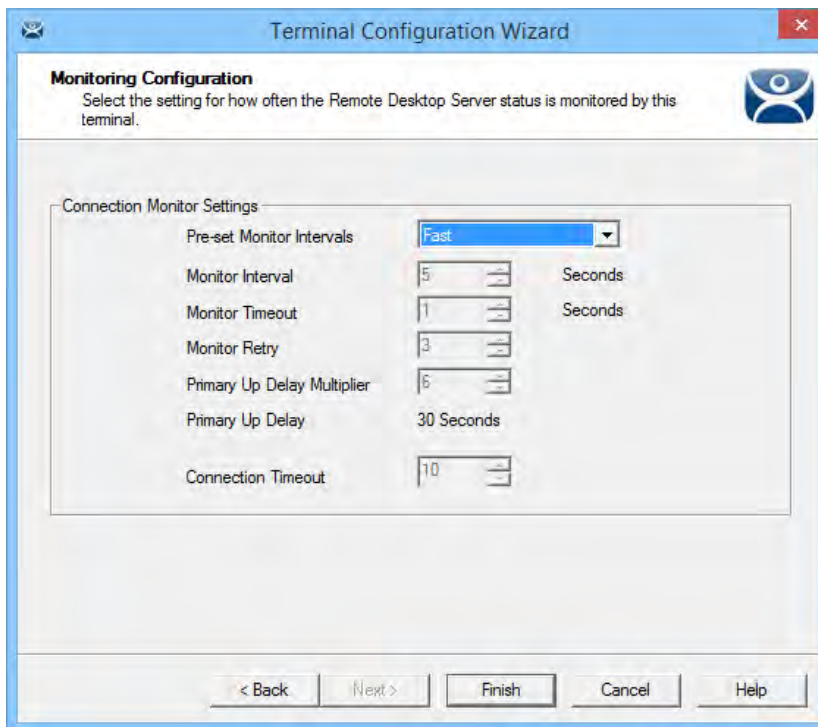 Terminal Configuration Wizard
Monitoring Configuration
Select the setting for how often the Remote Desktop Server status is monitored by this
terminal.
Connection Monitor Settings
Pre-set Monitor Intervals Fast
Monitor Interval 5 Seconds
Monitor Timeout 1 Seconds
Monitor Retry 3
Primary Up Delay Multiplier 6
Primary Up Delay 30 Seconds
Connection Timeout 10
< Back Next > Finish Cancel Help